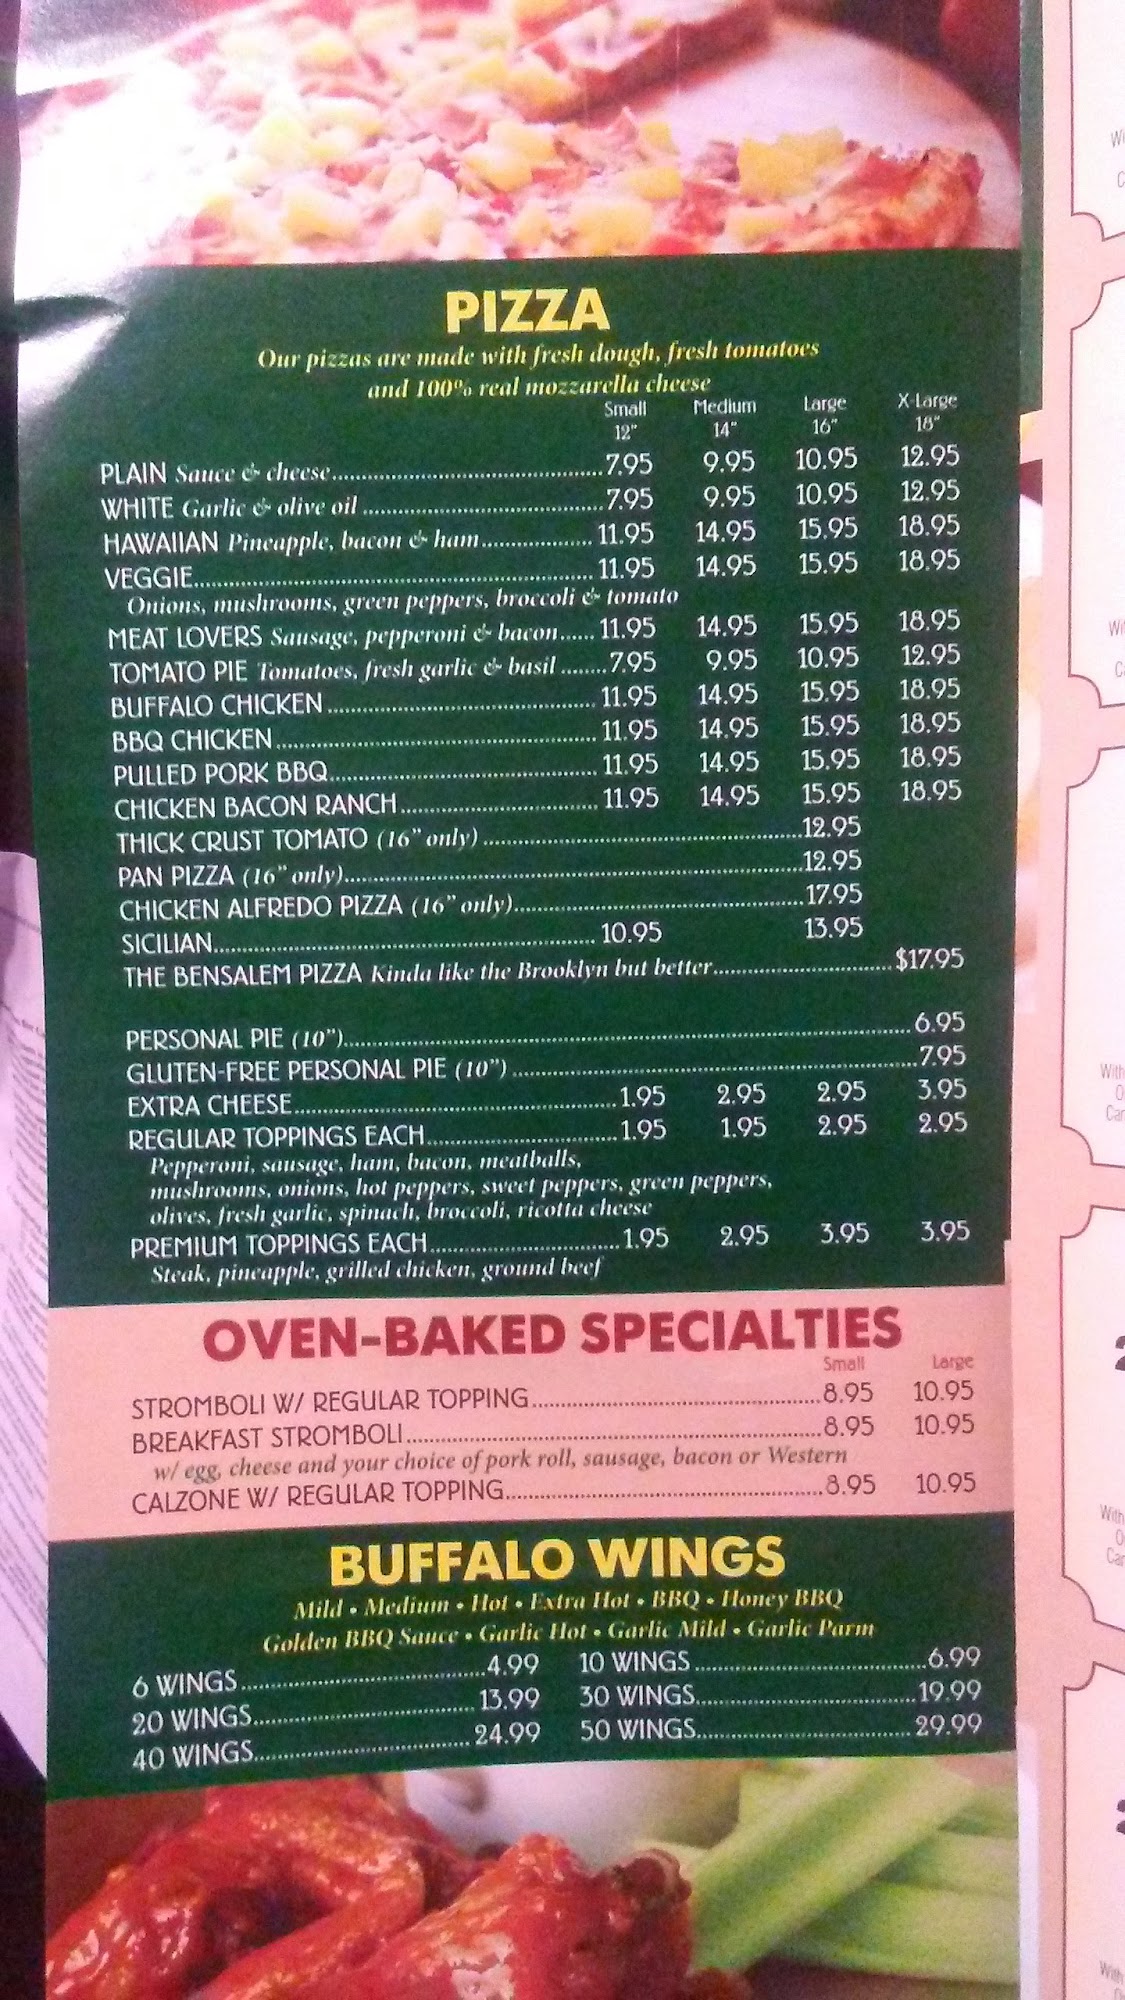 PIZZA
Our pizzas are made with fresh dough, fresh tomatoes
and 100% real mozzarella cheese
Small Medium Large X-Large
12" 14" 16" 18"
PLAIN Sauce & cheese 7.95 9.95 10.95 12.95
WHITE Garlic & olive oil 7.95 9.95 10.95 12.95
HAWAIIAN Pineapple, bacon & ham 11.95 14.95 15.95 18.95
VEGGIE 11.95 14.95 15.95 18.95
Onions, mushrooms, green peppers, broccoli & tomato
MEAT LOVERS Sausage, pepperoni & bacon 11.95 14.95 15.95 18.95
TOMATO PIE Tomatoes, fresh garlic & basil 7.95 9.95 10.95 12.95
BUFFALO CHICKEN 11.95 14.95 15.95 18.95
BBQ CHICKEN 11.95 14.95 15.95 18.95
PULLED PORK BBQ 11.95 14.95 15.95 18.95
CHICKEN BACON RANCH 11.95 14.95 15.95 18.95
THICK CRUST TOMATO (16" only) 12.95
PAN PIZZA (16" only) 12.95
CHICKEN ALFREDO PIZZA (16" only) 17.95
SICILIAN 10.95 13.95
THE BENSALEM PIZZA Kinda like the Brooklyn but better $17.95
PERSONAL PIE (10") 6.95
GLUTEN-FREE PERSONAL PIE (10") 7.95
EXTRA CHEESE 1.95 2.95 2.95 3.95
REGULAR TOPPINGS EACH 1.95 1.95 2.95 2.95
Pepperoni, sausage, ham, bacon, meatballs,
mushrooms, onions, hot peppers, sweet peppers, green peppers,
olives, fresh garlic, spinach, broccoli, ricotta cheese
PREMIUM TOPPINGS EACH 1.95 2.95 3.95 3.95
Steak, pineapple, grilled chicken, ground beef
OVEN-BAKED SPECIALTIES
Small Large
STROMBOLI W/ REGULAR TOPPING 8.95 10.95
BREAKFAST STROMBOLI 8.95 10.95
w/ egg, cheese and your choice of pork roll, sausage, bacon or Western
CALZONE W/ REGULAR TOPPING 8.95 10.95
BUFFALO WINGS
Mild • Medium • Hot • Extra Hot • BBQ • Honey BBQ
Golden BBQ Sauce • Garlic Hot • Garlic Mild • Garlic Parm
6 WINGS 4.99 10 WINGS 6.99
20 WINGS 13.99 30 WINGS 19.99
40 WINGS 24.99 50 WINGS 29.99